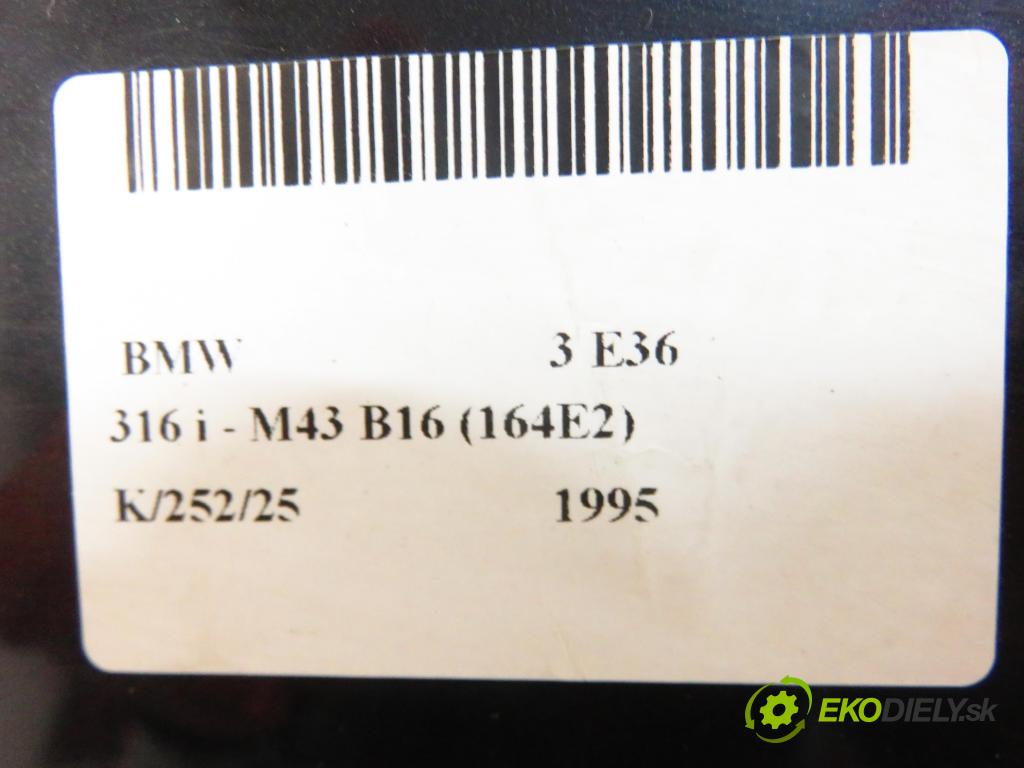 BMW 3 E36
316 i - M43 B16 (164E2)
K/252/25 1995
EKODIELY.sk